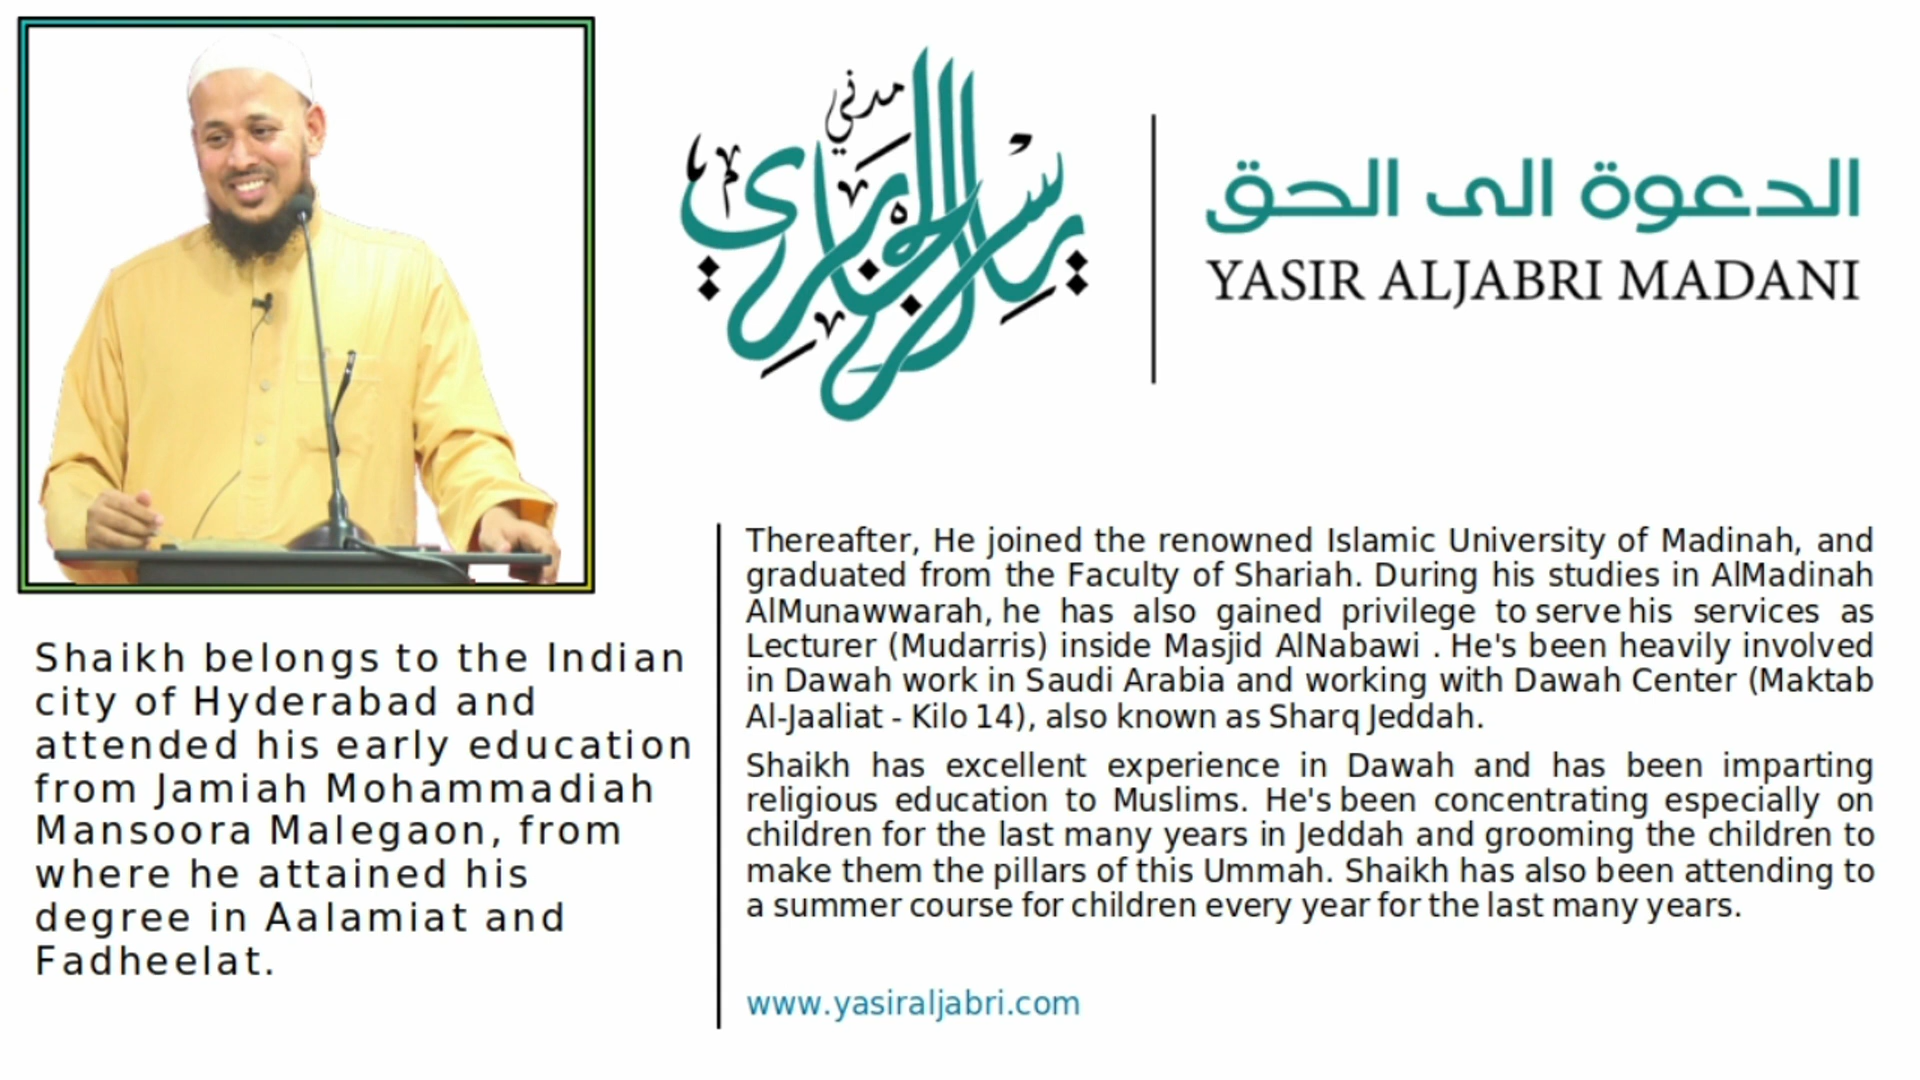 مدني
ياسر الجابري
الدعوة الى الحق
YASIR ALJABRI MADANI
Shaikh belongs to the Indian
city of Hyderabad and
attended his early education
from Jamiah Mohammadiah
Mansoora Malegaon, from
where he attained his
degree in Aalamiat and
Fadheelat.
Thereafter, He joined the renowned Islamic University of Madinah, and
graduated from the Faculty of Shariah. During his studies in AlMadinah
AlMunawwarah, he has also gained privilege to serve his services as
Lecturer (Mudarris) inside Masjid AlNabawi . He's been heavily involved
in Dawah work in Saudi Arabia and working with Dawah Center (Maktab
Al-Jaaliat - Kilo 14), also known as Sharq Jeddah.
Shaikh has excellent experience in Dawah and has been imparting
religious education to Muslims. He's been concentrating especially on
children for the last many years in Jeddah and grooming the children to
make them the pillars of this Ummah. Shaikh has also been attending to
a summer course for children every year for the last many years.
www.yasiraljabri.com